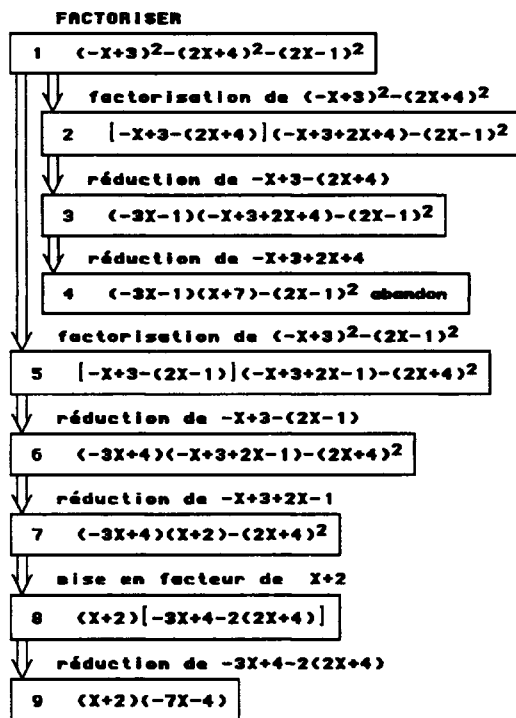 FACTORISER
1 (-X+3)²-(2X+4)²-(2X-1)²
factorisation de (-X+3)²-(2X+4)²
2 [-X+3-(2X+4)](-X+3+2X+4)-(2X-1)²
réduction de -X+3-(2X+4)
3 (-3X-1)(-X+3+2X+4)-(2X-1)²
réduction de -X+3+2X+4
4 (-3X-1)(X+7)-(2X-1)² abandon
factorisation de (-X+3)²-(2X-1)²
5 [-X+3-(2X-1)](-X+3+2X-1)-(2X+4)²
réduction de -X+3-(2X-1)
6 (-3X+4)(-X+3+2X-1)-(2X+4)²
réduction de -X+3+2X-1
7 (-3X+4)(X+2)-(2X+4)²
mise en facteur de X+2
8 (X+2)[-3X+4-2(2X+4)]
réduction de -3X+4-2(2X+4)
9 (X+2)(-7X-4)